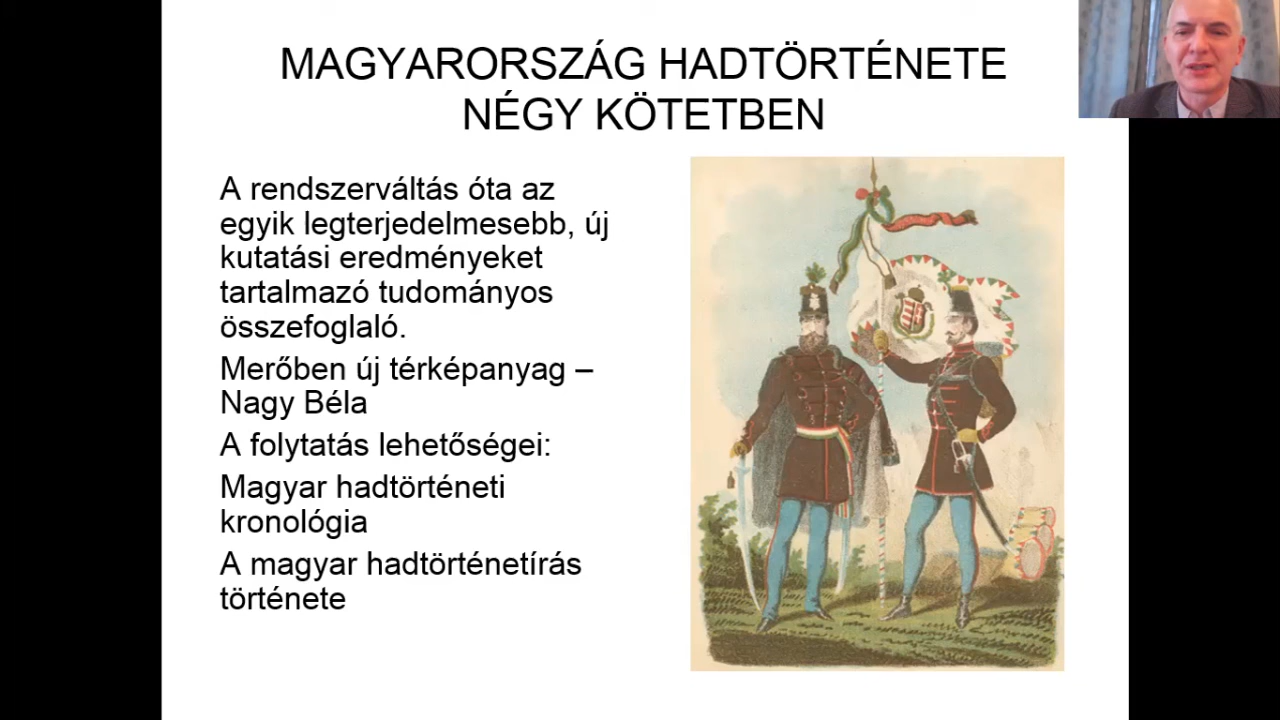 MAGYARORSZÁG HADTÖRTÉNETE
NÉGY KÖTETBEN
A rendszerváltás óta az
egyik legterjedelmesebb, új
kutatási eredményeket
tartalmazó tudományos
összefoglaló.
Merőben új térképanyag –
Nagy Béla
A folytatás lehetőségei:
Magyar hadtörténeti
kronológia
A magyar hadtörténetírás
története